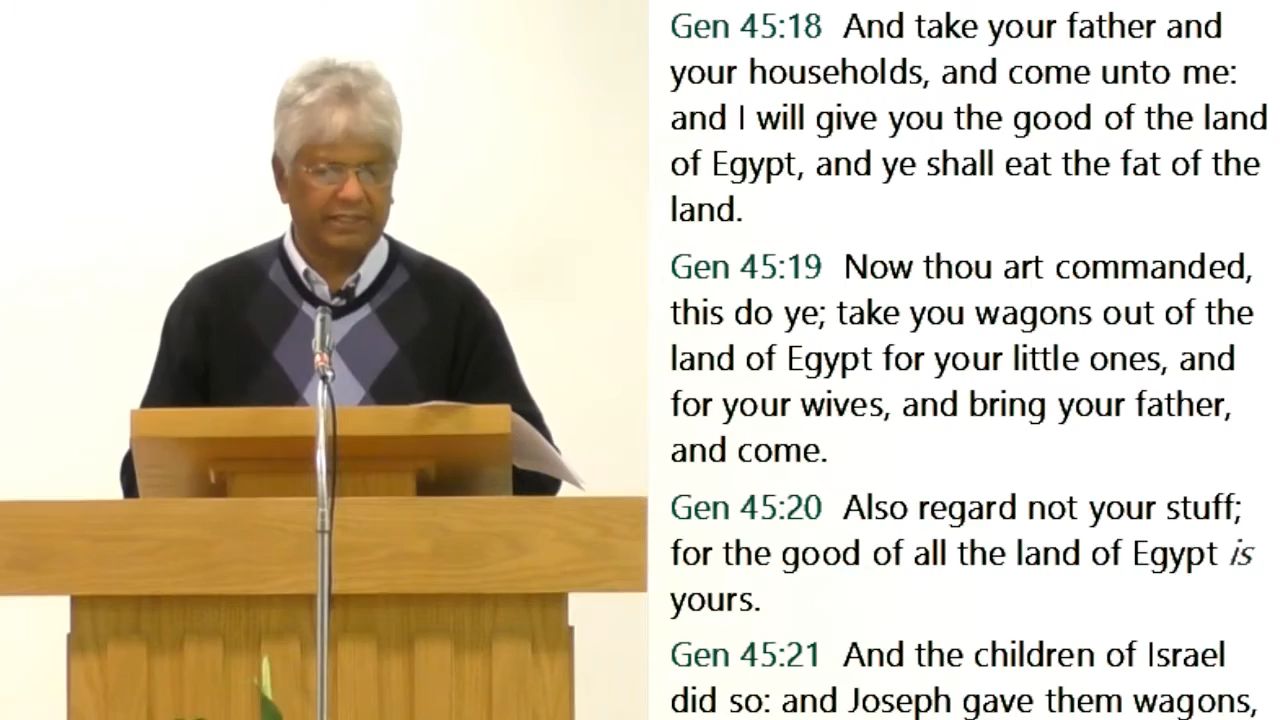 Gen 45:18 And take your father and
your households, and come unto me:
and I will give you the good of the land
of Egypt, and ye shall eat the fat of the
land.
Gen 45:19 Now thou art commanded,
this do ye; take you wagons out of the
land of Egypt for your little ones, and
for your wives, and bring your father,
and come.
Gen 45:20 Also regard not your stuff;
for the good of all the land of Egypt is
yours.
Gen 45:21 And the children of Israel
did so: and Joseph gave them wagons,